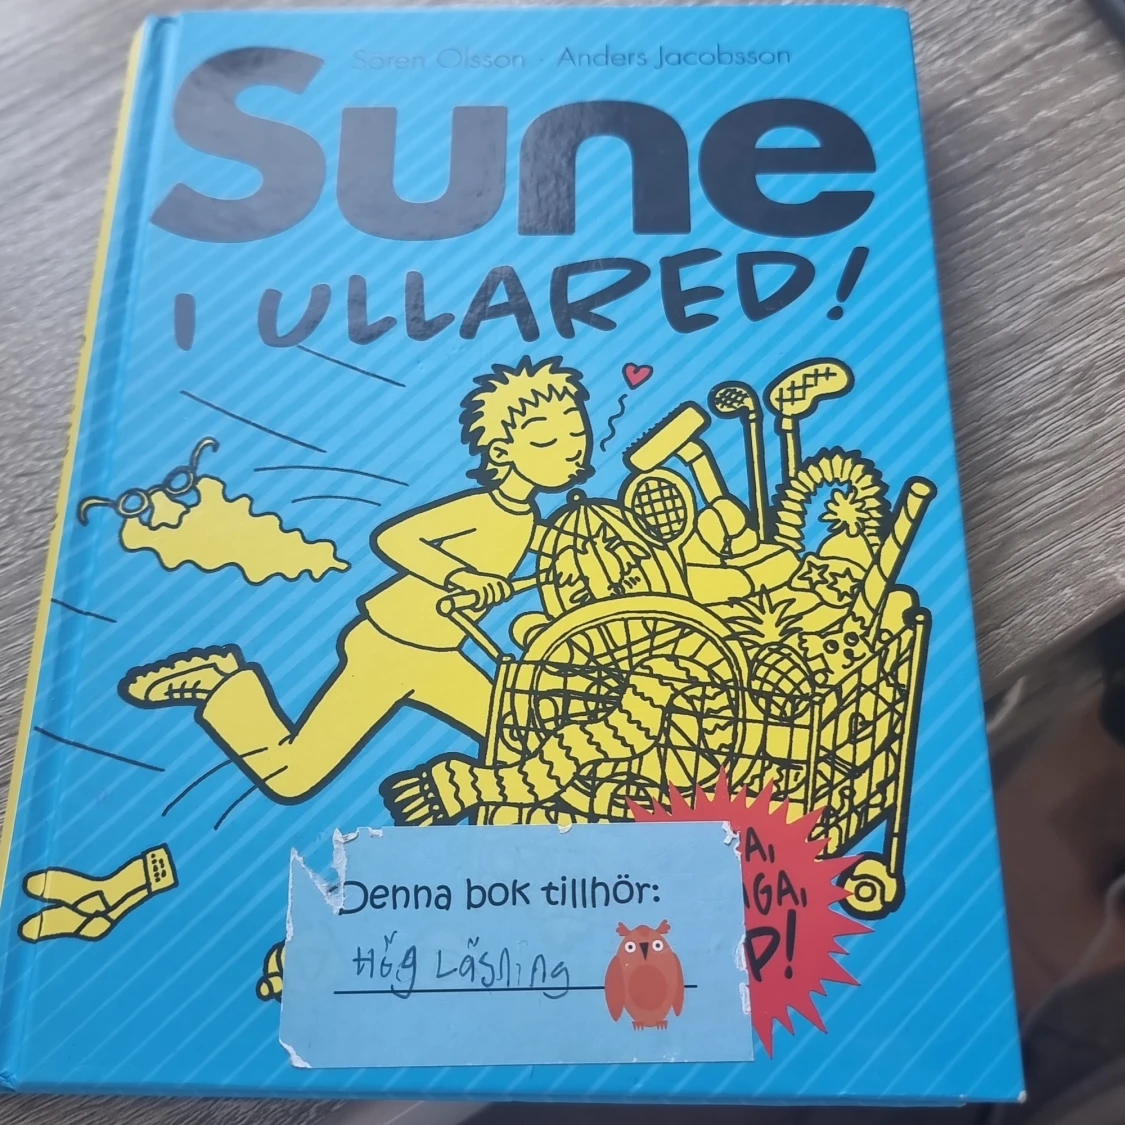 Sören Olsson · Anders Jacobsson
Sune
I ULLARED!
Denna bok tillhör:
Hög Läsning